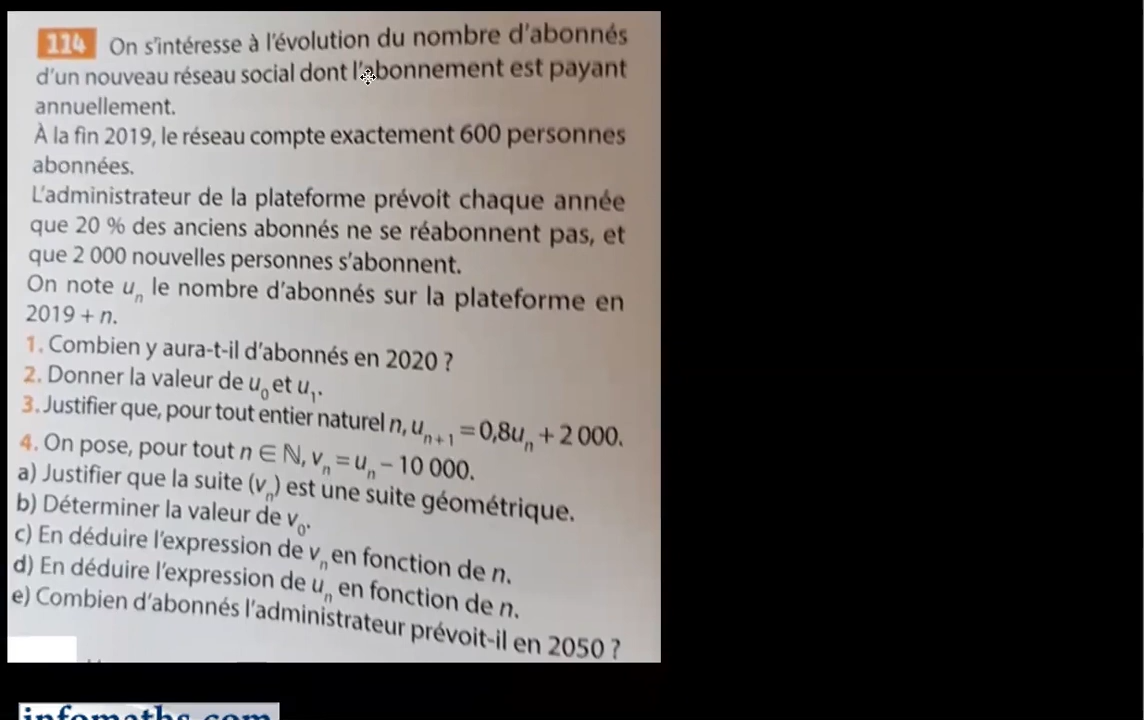 114 On s'intéresse à l'évolution du nombre d'abonnés
d'un nouveau réseau social dont l'abonnement est payant
annuellement.
À la fin 2019, le réseau compte exactement 600 personnes
abonnées.
L'administrateur de la plateforme prévoit chaque année
que 20 % des anciens abonnés ne se réabonnent pas, et
que 2 000 nouvelles personnes s'abonnent.
On note uₙ le nombre d'abonnés sur la plateforme en
2019 + n.
1. Combien y aura-t-il d'abonnés en 2020 ?
2. Donner la valeur de u₀ et u₁.
3. Justifier que, pour tout entier naturel n, uₙ₊₁ = 0,8uₙ + 2 000.
4. On pose, pour tout n ∈ ℕ, vₙ = uₙ − 10 000.
a) Justifier que la suite (vₙ) est une suite géométrique.
b) Déterminer la valeur de v₀.
c) En déduire l'expression de vₙ en fonction de n.
d) En déduire l'expression de uₙ en fonction de n.
e) Combien d'abonnés l'administrateur prévoit-il en 2050 ?
infomaths.com